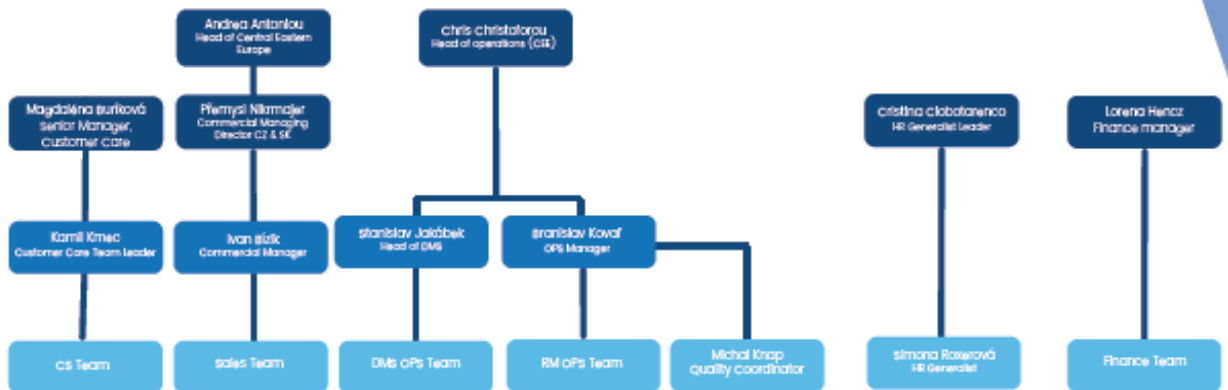 Andrea Antoniou
Head of Central Eastern
Europe
Chris Christoforou
Head of operations (CEE)
Magdaléna Buríková
Senior Manager,
Customer Care
Přemysl Nikrmajer
Commercial Managing
Director CZ & SK
Cristina Ciobotarenco
HR Generalist Leader
Lorena Hencz
Finance manager
Kamil Kmec
Customer Care Team Leader
Ivan Bízik
Commercial Manager
Stanislav Jakábek
Head of DMS
Branislav Kovaľ
OPS Manager
CS Team
Sales Team
DMs OPs Team
RM OPs Team
Michal Knap
quality coordinator
Simona Roxerová
HR Generalist
Finance Team